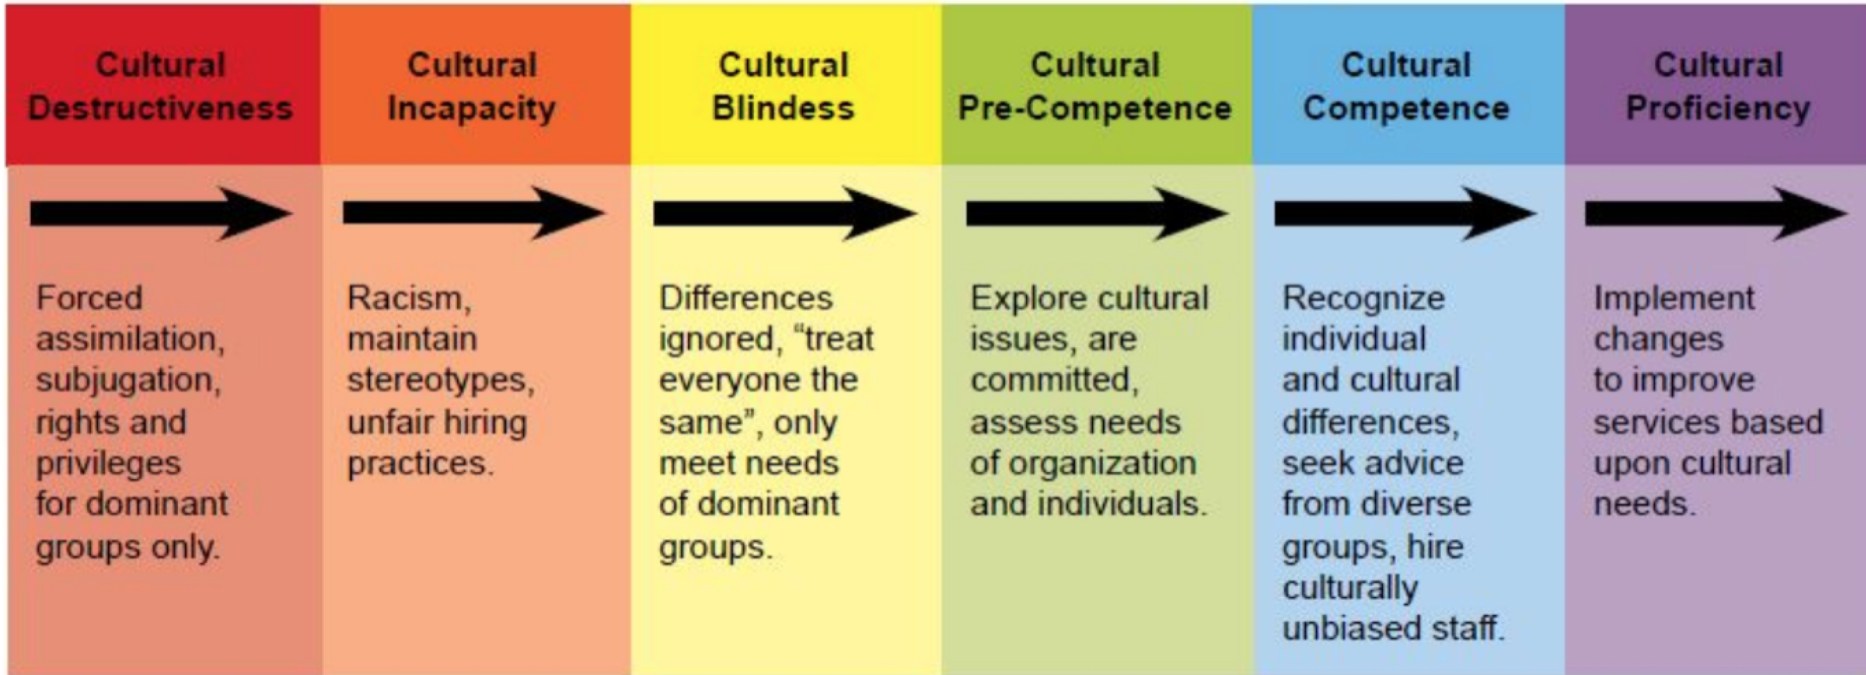 Cultural
Destructiveness
Cultural
Incapacity
Cultural
Blindess
Cultural
Pre-Competence
Cultural
Competence
Cultural
Proficiency
Forced
assimilation,
subjugation,
rights and
privileges
for dominant
groups only.
Racism,
maintain
stereotypes,
unfair hiring
practices.
Differences
ignored, “treat
everyone the
same”, only
meet needs
of dominant
groups.
Explore cultural
issues, are
committed,
assess needs
of organization
and individuals.
Recognize
individual
and cultural
differences,
seek advice
from diverse
groups, hire
culturally
unbiased staff.
Implement
changes
to improve
services based
upon cultural
needs.